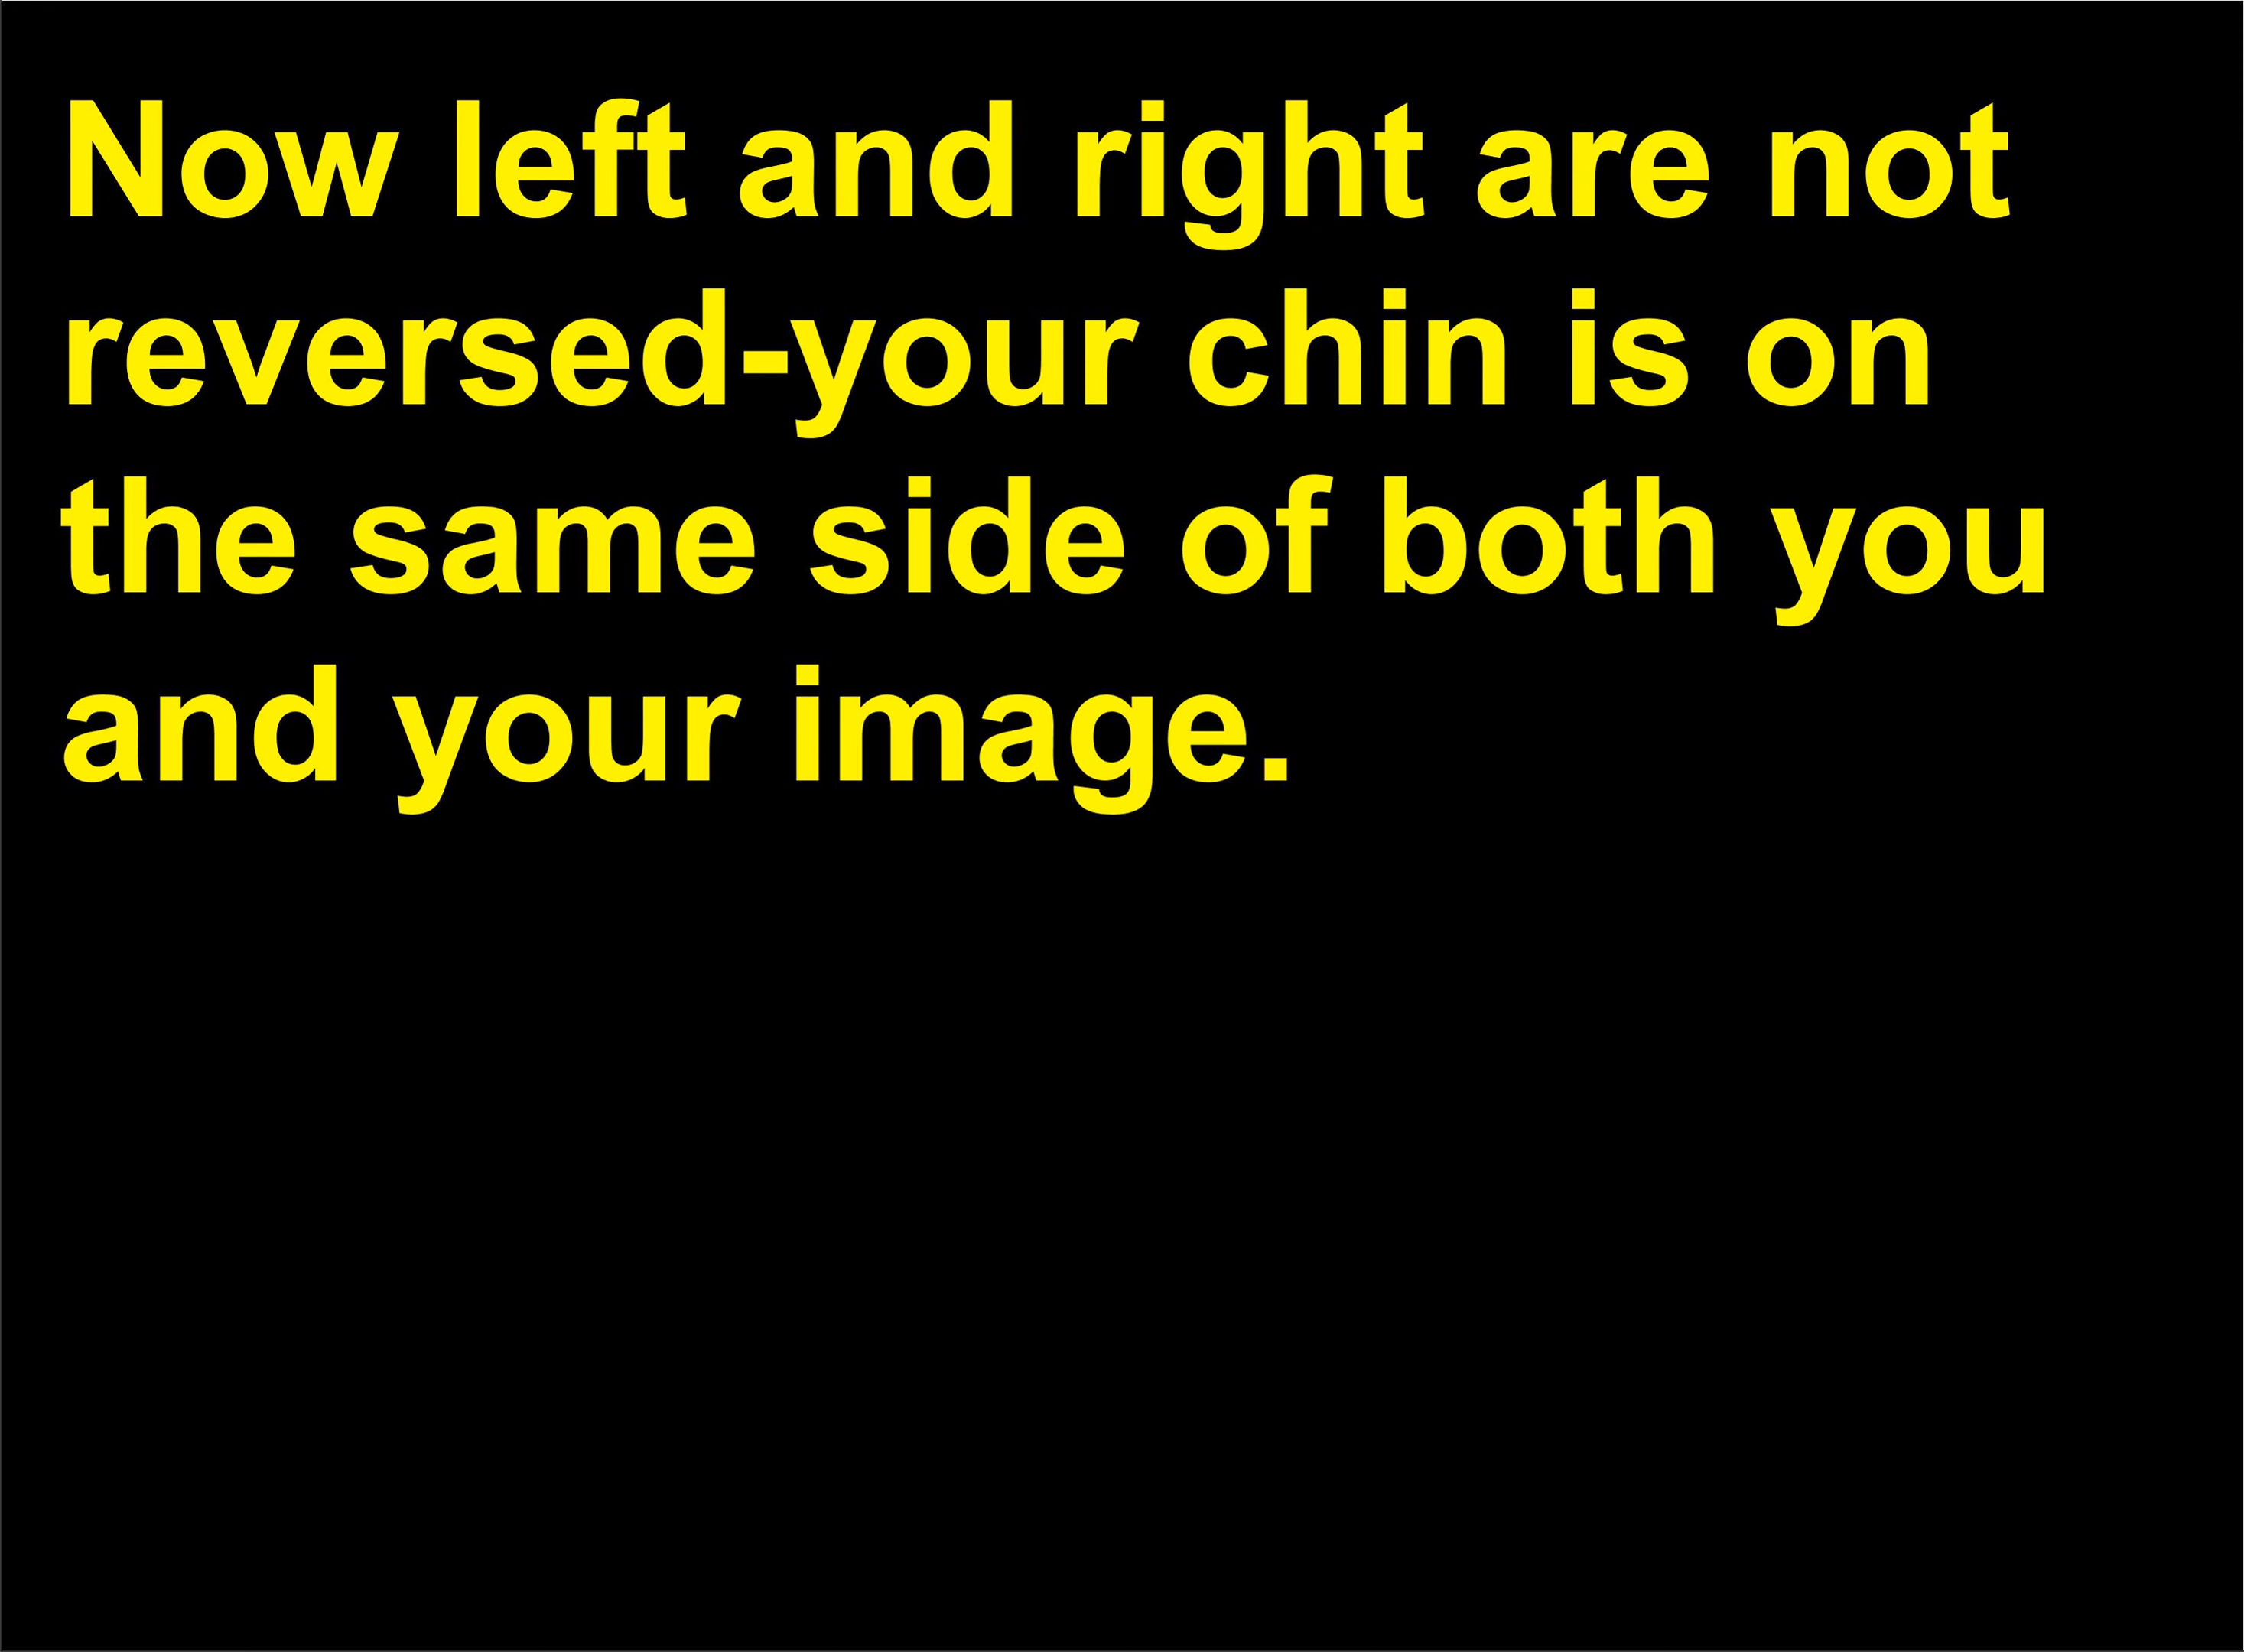 Now left and right are not
reversed-your chin is on
the same side of both you
and your image.